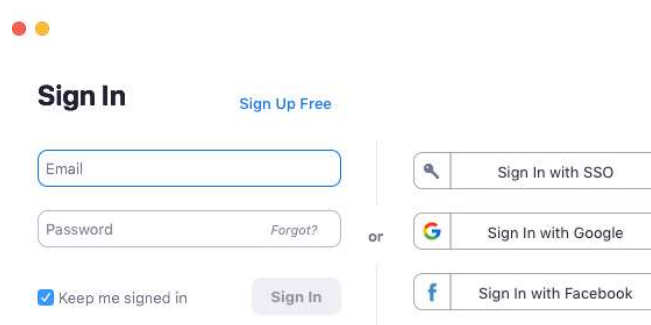 Sign In
Sign Up Free
Email
Password
Forgot?
Keep me signed in
Sign In
or
Sign In with SSO
Sign In with Google
Sign In with Facebook